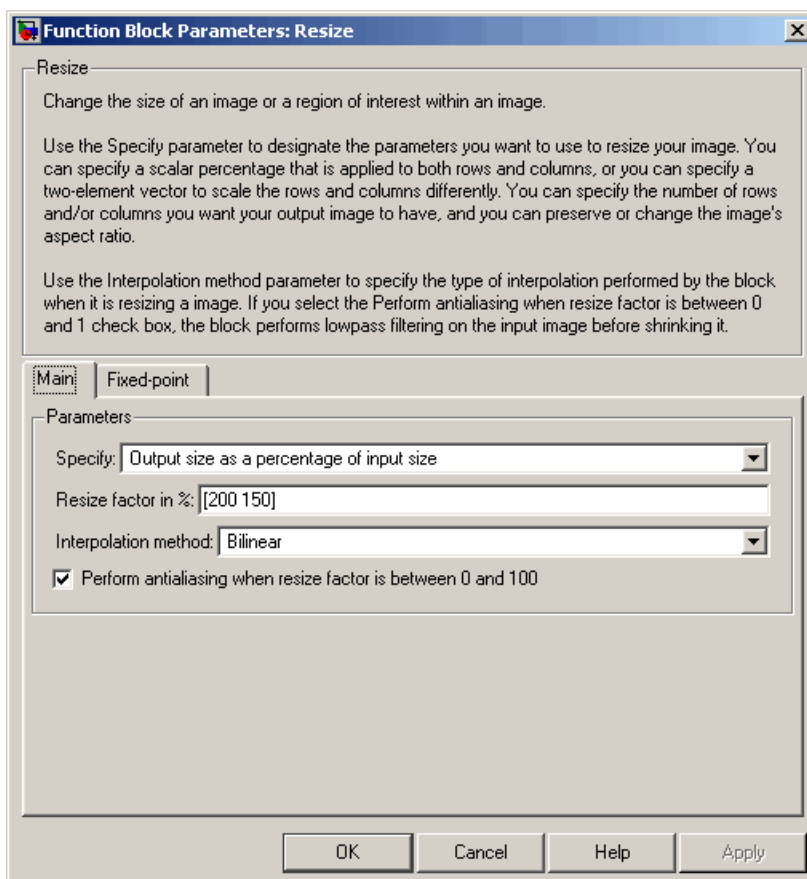 Function Block Parameters: Resize
Resize
Change the size of an image or a region of interest within an image.
Use the Specify parameter to designate the parameters you want to use to resize your image. You
can specify a scalar percentage that is applied to both rows and columns, or you can specify a
two-element vector to scale the rows and columns differently. You can specify the number of rows
and/or columns you want your output image to have, and you can preserve or change the image's
aspect ratio.
Use the Interpolation method parameter to specify the type of interpolation performed by the block
when it is resizing a image. If you select the Perform antialiasing when resize factor is between 0
and 1 check box, the block performs lowpass filtering on the input image before shrinking it.
Main Fixed-point
Parameters
Specify: Output size as a percentage of input size
Resize factor in %: [200 150]
Interpolation method: Bilinear
Perform antialiasing when resize factor is between 0 and 100
OK Cancel Help Apply